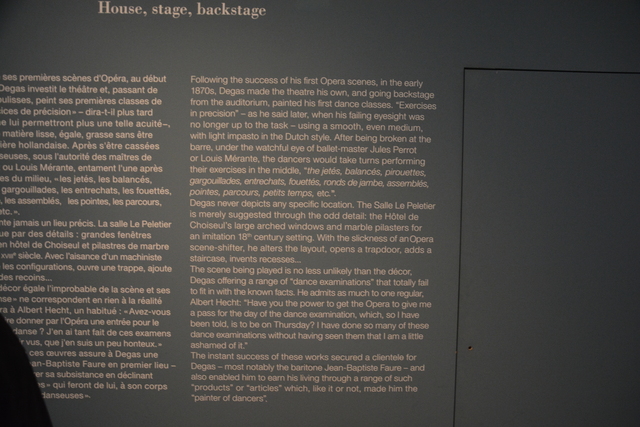 House, stage, backstage
ses premières scènes d'Opéra, au début
Degas investit le théâtre et, passant de
oulisses, peint ses premières classes de
ices de précision» – dira-t-il plus tard
e lui permettront plus une telle acuité–,
matière lisse, égale, grasse sans être
ière hollandaise. Après s'être cassées
seuses, sous l'autorité des maîtres de
ou Louis Mérante, entament l'une après
es du milieu, «les jetés, les balancés,
gargouillades, les entrechats, les fouettés,
, les assemblés, les pointes, les parcours,
etc.».
nte jamais un lieu précis. La salle Le Peletier
ue par des détails : grandes fenêtres
n hôtel de Choiseul et pilastres de marbre
XVIIIe siècle. Avec l'aisance d'un machiniste
les configurations, ouvre une trappe, ajoute
des recoins...
décor égale l'improbable de la scène et ses
nse» ne correspondent en rien à la réalité
ra à Albert Hecht, un habitué : «Avez-vous
re donner par l'Opéra une entrée pour le
danse ? J'en ai tant fait de ces examens
vus, que j'en suis un peu honteux.»
ces œuvres assure à Degas une
ean-Baptiste Faure en premier lieu –
er sa subsistance en déclinant
s» qui feront de lui, à son corps
danseuses».
Following the success of his first Opera scenes, in the early
1870s, Degas made the theatre his own, and going backstage
from the auditorium, painted his first dance classes. "Exercises
in precision" – as he said later, when his failing eyesight was
no longer up to the task – using a smooth, even medium,
with light impasto in the Dutch style. After being broken at the
barre, under the watchful eye of ballet-master Jules Perrot
or Louis Mérante, the dancers would take turns performing
their exercises in the middle, "the jetés, balancés, pirouettes,
gargouillades, entrechats, fouettés, ronds de jambe, assemblés,
pointes, parcours, petits temps, etc.".
Degas never depicts any specific location. The Salle Le Peletier
is merely suggested through the odd detail: the Hôtel de
Choiseul's large arched windows and marble pilasters for
an imitation 18th century setting. With the slickness of an Opera
scene-shifter, he alters the layout, opens a trapdoor, adds a
staircase, invents recesses...
The scene being played is no less unlikely than the décor,
Degas offering a range of "dance examinations" that totally fail
to fit in with the known facts. He admits as much to one regular,
Albert Hecht: "Have you the power to get the Opera to give me
a pass for the day of the dance examination, which, so I have
been told, is to be on Thursday? I have done so many of these
dance examinations without having seen them that I am a little
ashamed of it."
The instant success of these works secured a clientele for
Degas – most notably the baritone Jean-Baptiste Faure – and
also enabled him to earn his living through a range of such
"products" or "articles" which, like it or not, made him the
"painter of dancers".